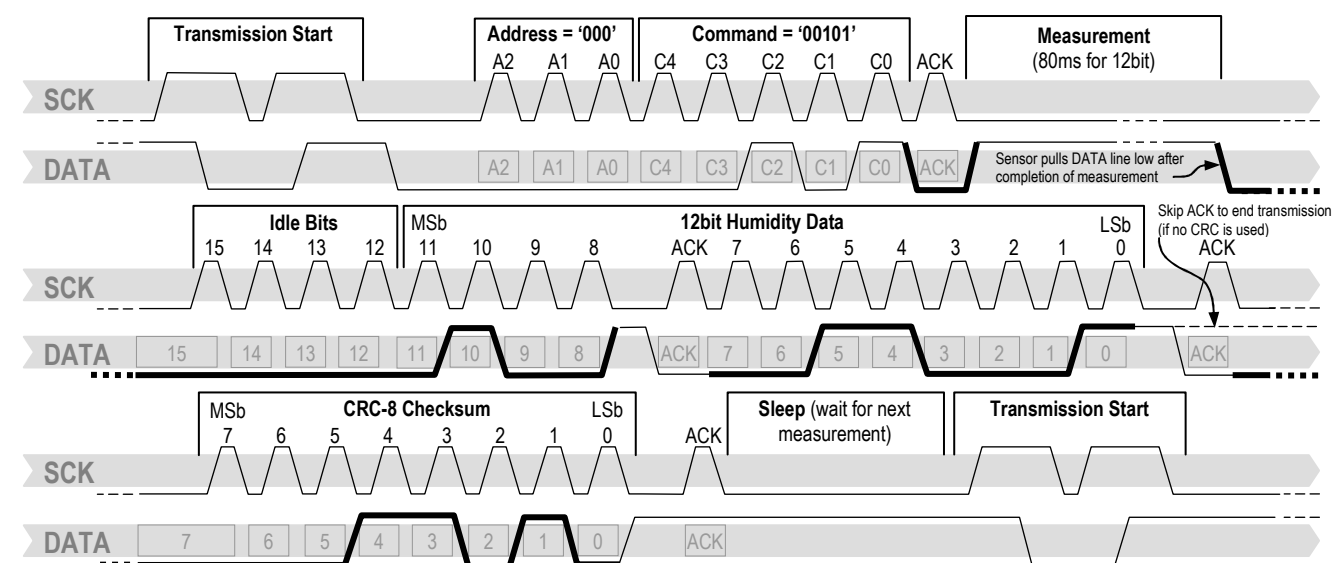 Transmission Start
Address = ‘000’
Command = ‘00101’
Measurement
(80ms for 12bit)
A2 A1 A0 C4 C3 C2 C1 C0 ACK
SCK
DATA
A2 A1 A0 C4 C3 C2 C1 C0 ACK
Sensor pulls DATA line low after
completion of measurement
Idle Bits
MSb
12bit Humidity Data
LSb
Skip ACK to end transmission
(if no CRC is used)
15 14 13 12 11 10 9 8 ACK 7 6 5 4 3 2 1 0 ACK
SCK
DATA
15 14 13 12 11 10 9 8 ACK 7 6 5 4 3 2 1 0 ACK
MSb
CRC-8 Checksum
LSb
Sleep (wait for next
measurement)
Transmission Start
7 6 5 4 3 2 1 0 ACK
SCK
DATA
7 6 5 4 3 2 1 0 ACK